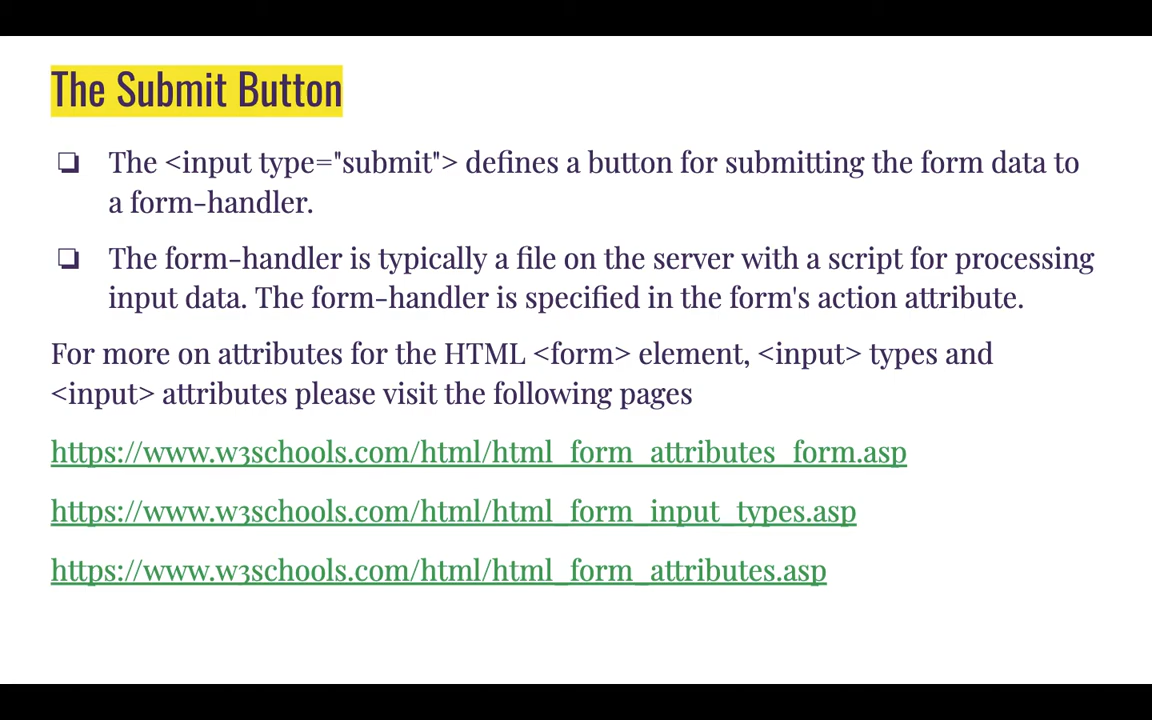 The Submit Button
❏ The <input type="submit"> defines a button for submitting the form data to
a form-handler.
❏ The form-handler is typically a file on the server with a script for processing
input data. The form-handler is specified in the form's action attribute.
For more on attributes for the HTML <form> element, <input> types and
<input> attributes please visit the following pages
https://www.w3schools.com/html/html_form_attributes_form.asp
https://www.w3schools.com/html/html_form_input_types.asp
https://www.w3schools.com/html/html_form_attributes.asp